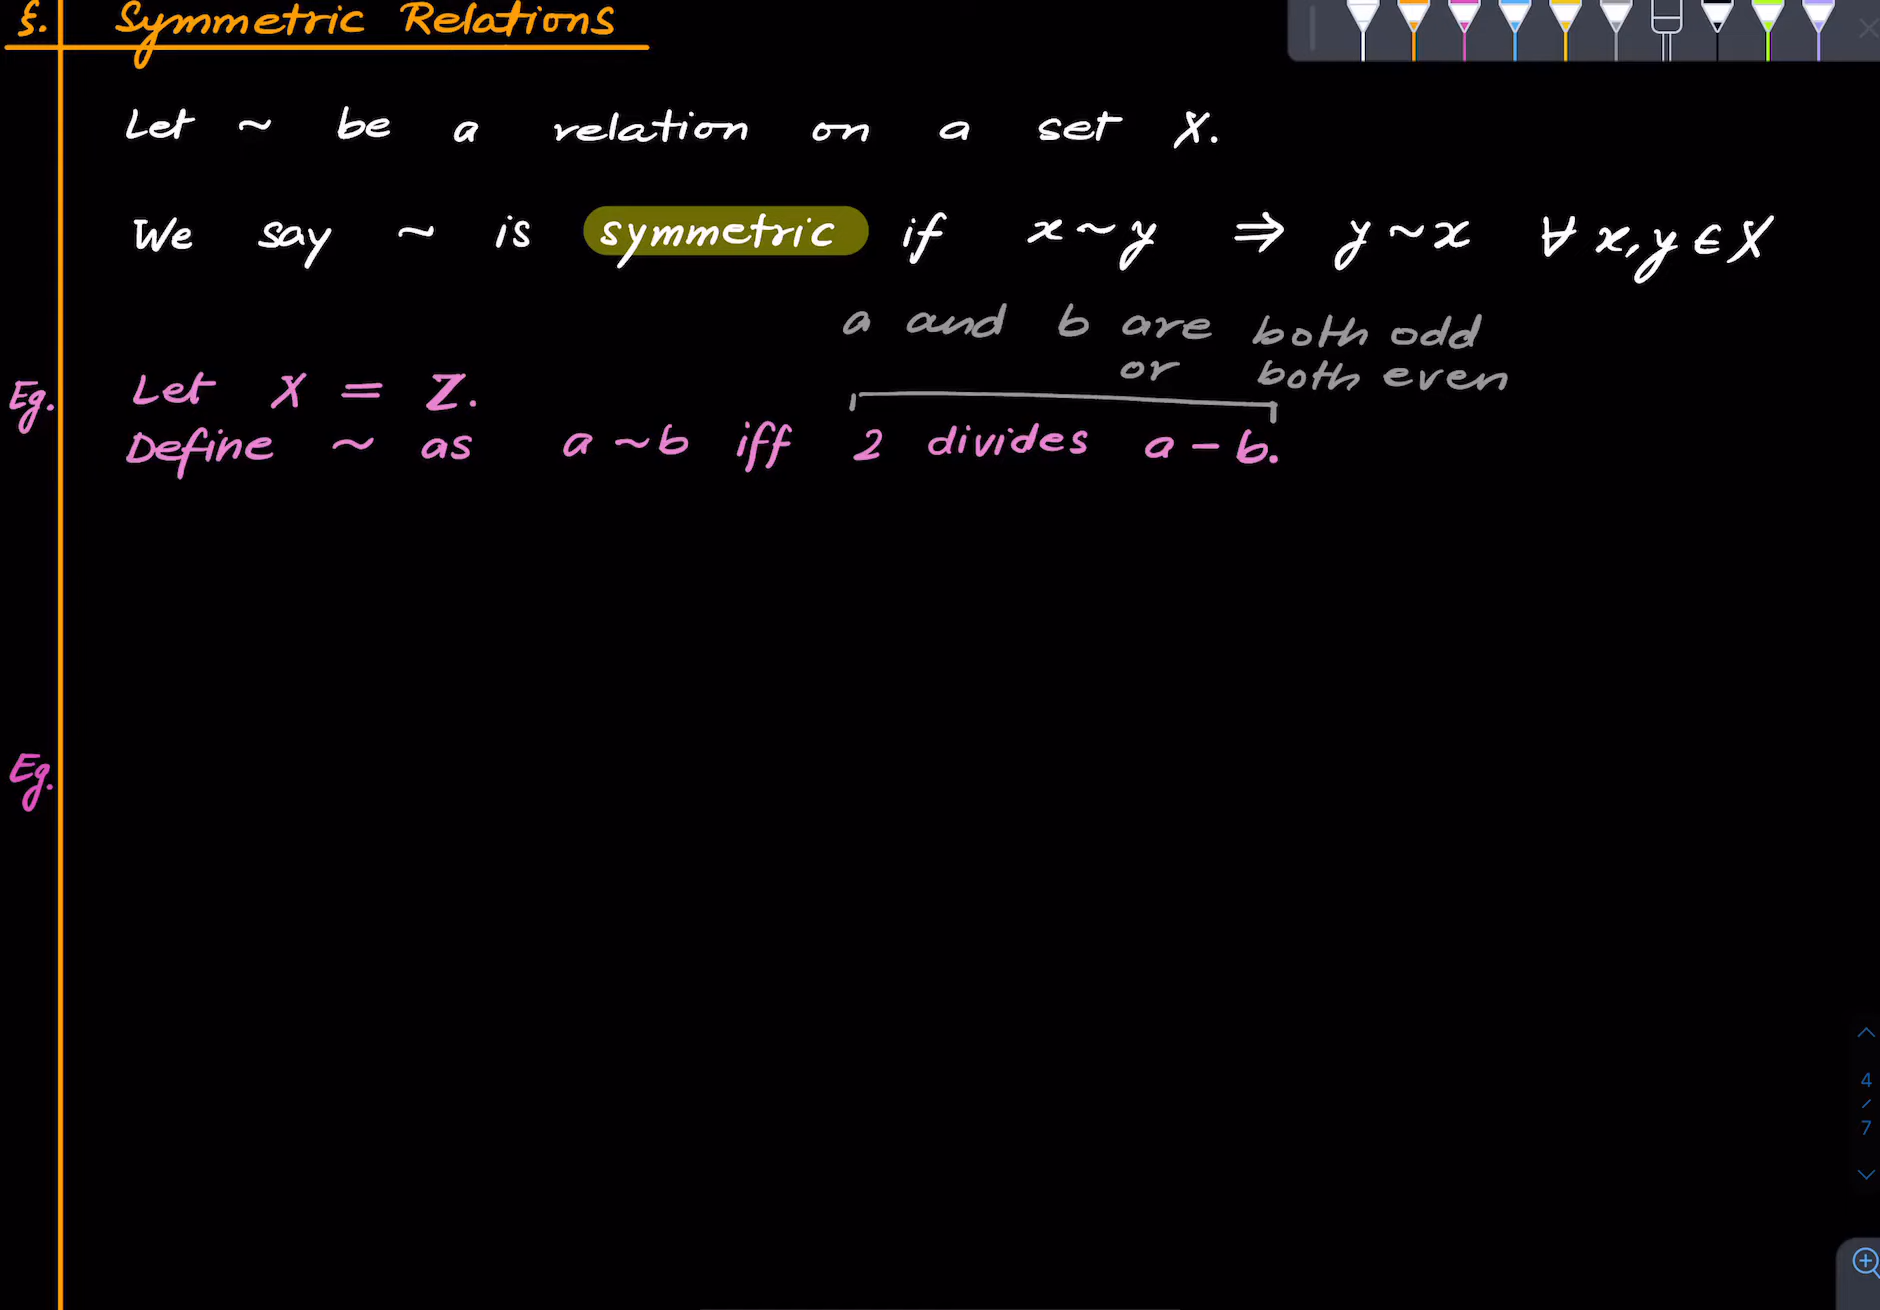 §. Symmetric Relations
Let ~ be a relation on a set X.
We say ~ is symmetric if x ~ y ⇒ y ~ x ∀ x, y ∈ X
a and b are both odd
or both even
Eg. Let X = Z.
Define ~ as a ~ b iff 2 divides a – b.
Eg.
4
/
7